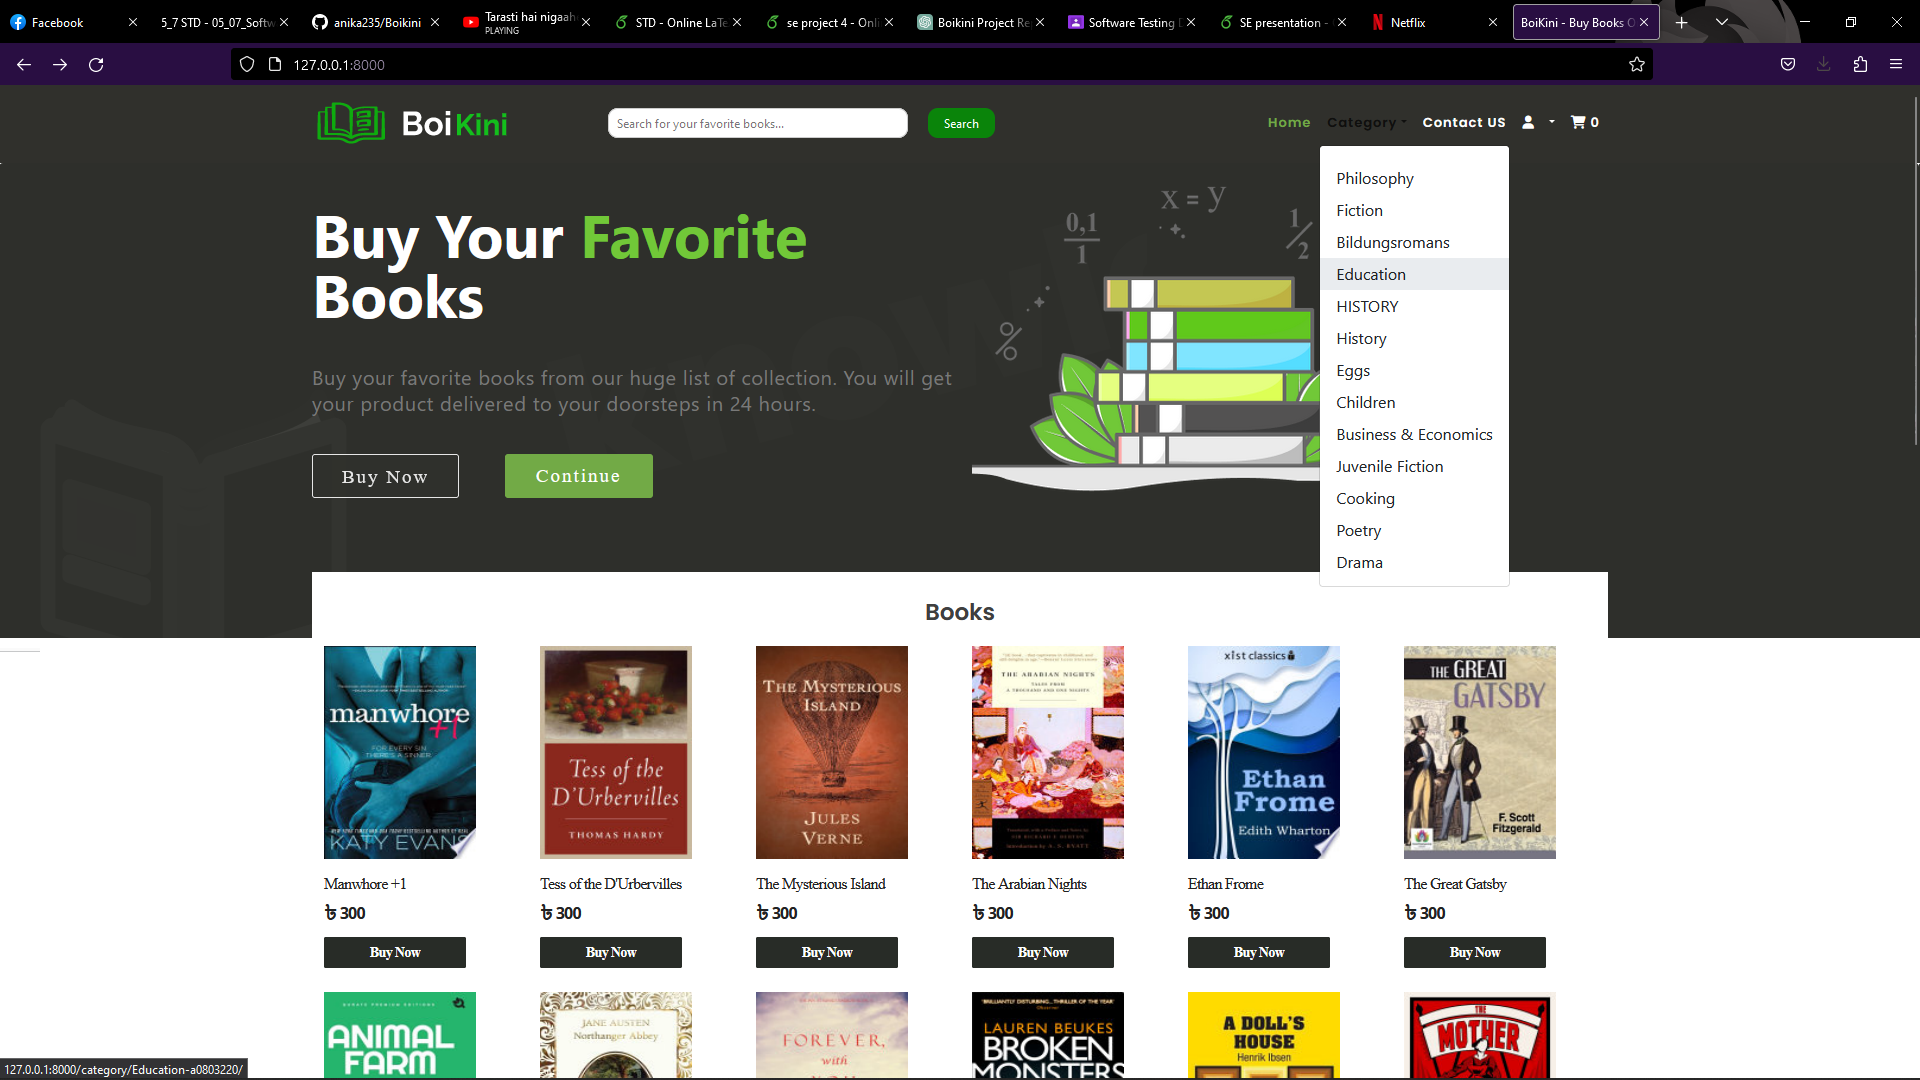 Facebook
5_7 STD - 05_07_Softw
anika235/Boikini
Tarasti hai nigaah
PLAYING
STD - Online LaTe
se project 4 - Onli
Boikini Project Re
Software Testing D
SE presentation -
Netflix
BoiKini - Buy Books O
127.0.0.1:8000
BoiKini
Search for your favorite books...
Search
Home
Category
Contact US
0
Philosophy
Fiction
Bildungsromans
Education
HISTORY
History
Eggs
Children
Business & Economics
Juvenile Fiction
Cooking
Poetry
Drama
Buy Your Favorite
Books
Buy your favorite books from our huge list of collection. You will get
your product delivered to your doorsteps in 24 hours.
Buy Now
Continue
x = y
0,1
1
1/2
%
Books
manwhore
+1
FOR EVERY SIN
THERE'S A SINNER.
KATY EVANS
Tess of the
D'Urbervilles
THOMAS HARDY
THE MYSTERIOUS
ISLAND
JULES
VERNE
THE ARABIAN NIGHTS
TALES FROM
A THOUSAND AND ONE NIGHTS
xist classics
Ethan
Frome
Edith Wharton
THE GREAT
GATSBY
F. Scott
Fitzgerald
Manwhore +1
Tess of the D'Urbervilles
The Mysterious Island
The Arabian Nights
Ethan Frome
The Great Gatsby
৳ 300
৳ 300
৳ 300
৳ 300
৳ 300
৳ 300
Buy Now
Buy Now
Buy Now
Buy Now
Buy Now
Buy Now
ANIMAL
FARM
JANE AUSTEN
Northanger Abbey
FOREVER,
with
YOU
LAUREN BEUKES
BROKEN
MONSTERS
A DOLL'S
HOUSE
Henrik Ibsen
THE
MOTHER
127.0.0.1:8000/category/Education-a0803220/